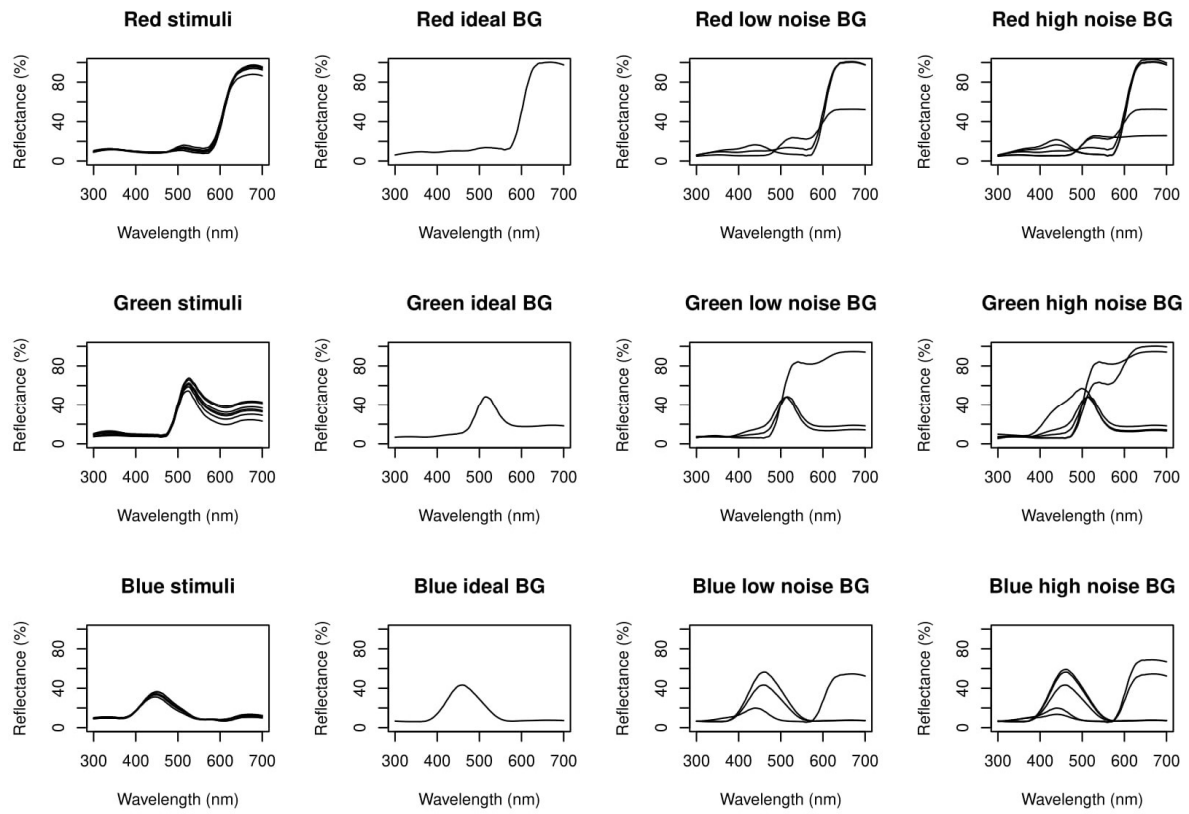 Red stimuli
Red ideal BG
Red low noise BG
Red high noise BG
Reflectance (%)
0 40 80
300 400 500 600 700
Wavelength (nm)
Reflectance (%)
0 40 80
300 400 500 600 700
Wavelength (nm)
Reflectance (%)
0 40 80
300 400 500 600 700
Wavelength (nm)
Reflectance (%)
0 40 80
300 400 500 600 700
Wavelength (nm)
Green stimuli
Green ideal BG
Green low noise BG
Green high noise BG
Reflectance (%)
0 40 80
300 400 500 600 700
Wavelength (nm)
Reflectance (%)
0 40 80
300 400 500 600 700
Wavelength (nm)
Reflectance (%)
0 40 80
300 400 500 600 700
Wavelength (nm)
Reflectance (%)
0 40 80
300 400 500 600 700
Wavelength (nm)
Blue stimuli
Blue ideal BG
Blue low noise BG
Blue high noise BG
Reflectance (%)
0 40 80
300 400 500 600 700
Wavelength (nm)
Reflectance (%)
0 40 80
300 400 500 600 700
Wavelength (nm)
Reflectance (%)
0 40 80
300 400 500 600 700
Wavelength (nm)
Reflectance (%)
0 40 80
300 400 500 600 700
Wavelength (nm)